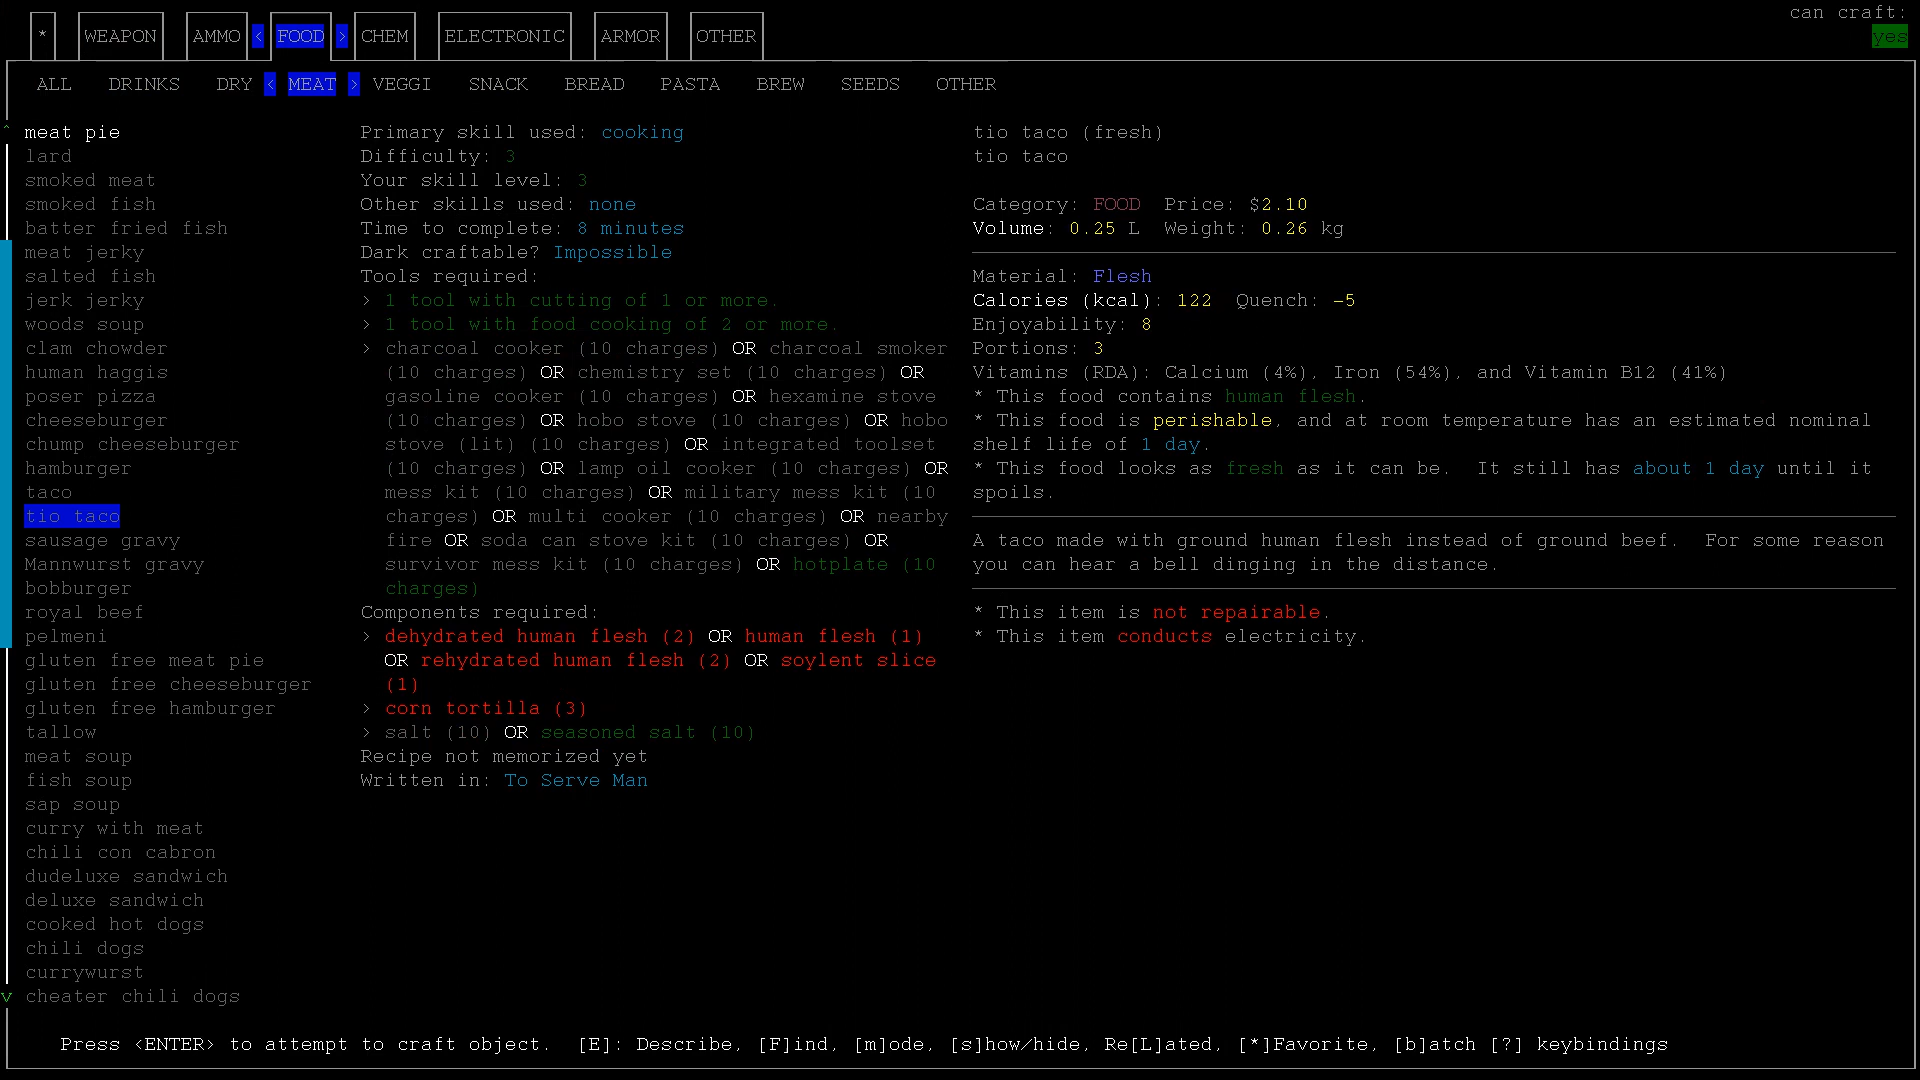 can craft:
* WEAPON AMMO < FOOD > CHEM ELECTRONIC ARMOR OTHER yes
ALL DRINKS DRY < MEAT > VEGGI SNACK BREAD PASTA BREW SEEDS OTHER
^ meat pie
lard
smoked meat
smoked fish
batter fried fish
meat jerky
salted fish
jerk jerky
woods soup
clam chowder
human haggis
poser pizza
cheeseburger
chump cheeseburger
hamburger
taco
tio taco
sausage gravy
Mannwurst gravy
bobburger
royal beef
pelmeni
gluten free meat pie
gluten free cheeseburger
gluten free hamburger
tallow
meat soup
fish soup
sap soup
curry with meat
chili con cabron
dudeluxe sandwich
deluxe sandwich
cooked hot dogs
chili dogs
currywurst
v cheater chili dogs
Primary skill used: cooking
Difficulty: 3
Your skill level: 3
Other skills used: none
Time to complete: 8 minutes
Dark craftable? Impossible
Tools required:
> 1 tool with cutting of 1 or more.
> 1 tool with food cooking of 2 or more.
> charcoal cooker (10 charges) OR charcoal smoker
(10 charges) OR chemistry set (10 charges) OR
gasoline cooker (10 charges) OR hexamine stove
(10 charges) OR hobo stove (10 charges) OR hobo
stove (lit) (10 charges) OR integrated toolset
(10 charges) OR lamp oil cooker (10 charges) OR
mess kit (10 charges) OR military mess kit (10
charges) OR multi cooker (10 charges) OR nearby
fire OR soda can stove kit (10 charges) OR
survivor mess kit (10 charges) OR hotplate (10
charges)
Components required:
> dehydrated human flesh (2) OR human flesh (1)
OR rehydrated human flesh (2) OR soylent slice
(1)
> corn tortilla (3)
> salt (10) OR seasoned salt (10)
Recipe not memorized yet
Written in: To Serve Man
tio taco (fresh)
tio taco
Category: FOOD Price: $2.10
Volume: 0.25 L Weight: 0.26 kg
Material: Flesh
Calories (kcal): 122 Quench: -5
Enjoyability: 8
Portions: 3
Vitamins (RDA): Calcium (4%), Iron (54%), and Vitamin B12 (41%)
* This food contains human flesh.
* This food is perishable, and at room temperature has an estimated nominal
shelf life of 1 day.
* This food looks as fresh as it can be. It still has about 1 day until it
spoils.
A taco made with ground human flesh instead of ground beef. For some reason
you can hear a bell dinging in the distance.
* This item is not repairable.
* This item conducts electricity.
Press <ENTER> to attempt to craft object. [E]: Describe, [F]ind, [m]ode, [s]how/hide, Re[L]ated, [*]Favorite, [b]atch [?] keybindings